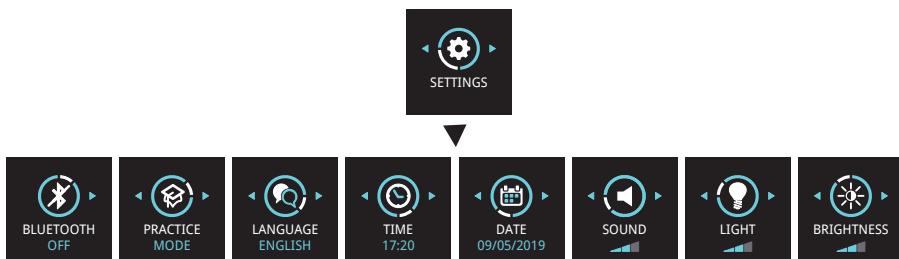 SETTINGS
BLUETOOTH
OFF
PRACTICE
MODE
LANGUAGE
ENGLISH
TIME
17:20
DATE
09/05/2019
SOUND
LIGHT
BRIGHTNESS